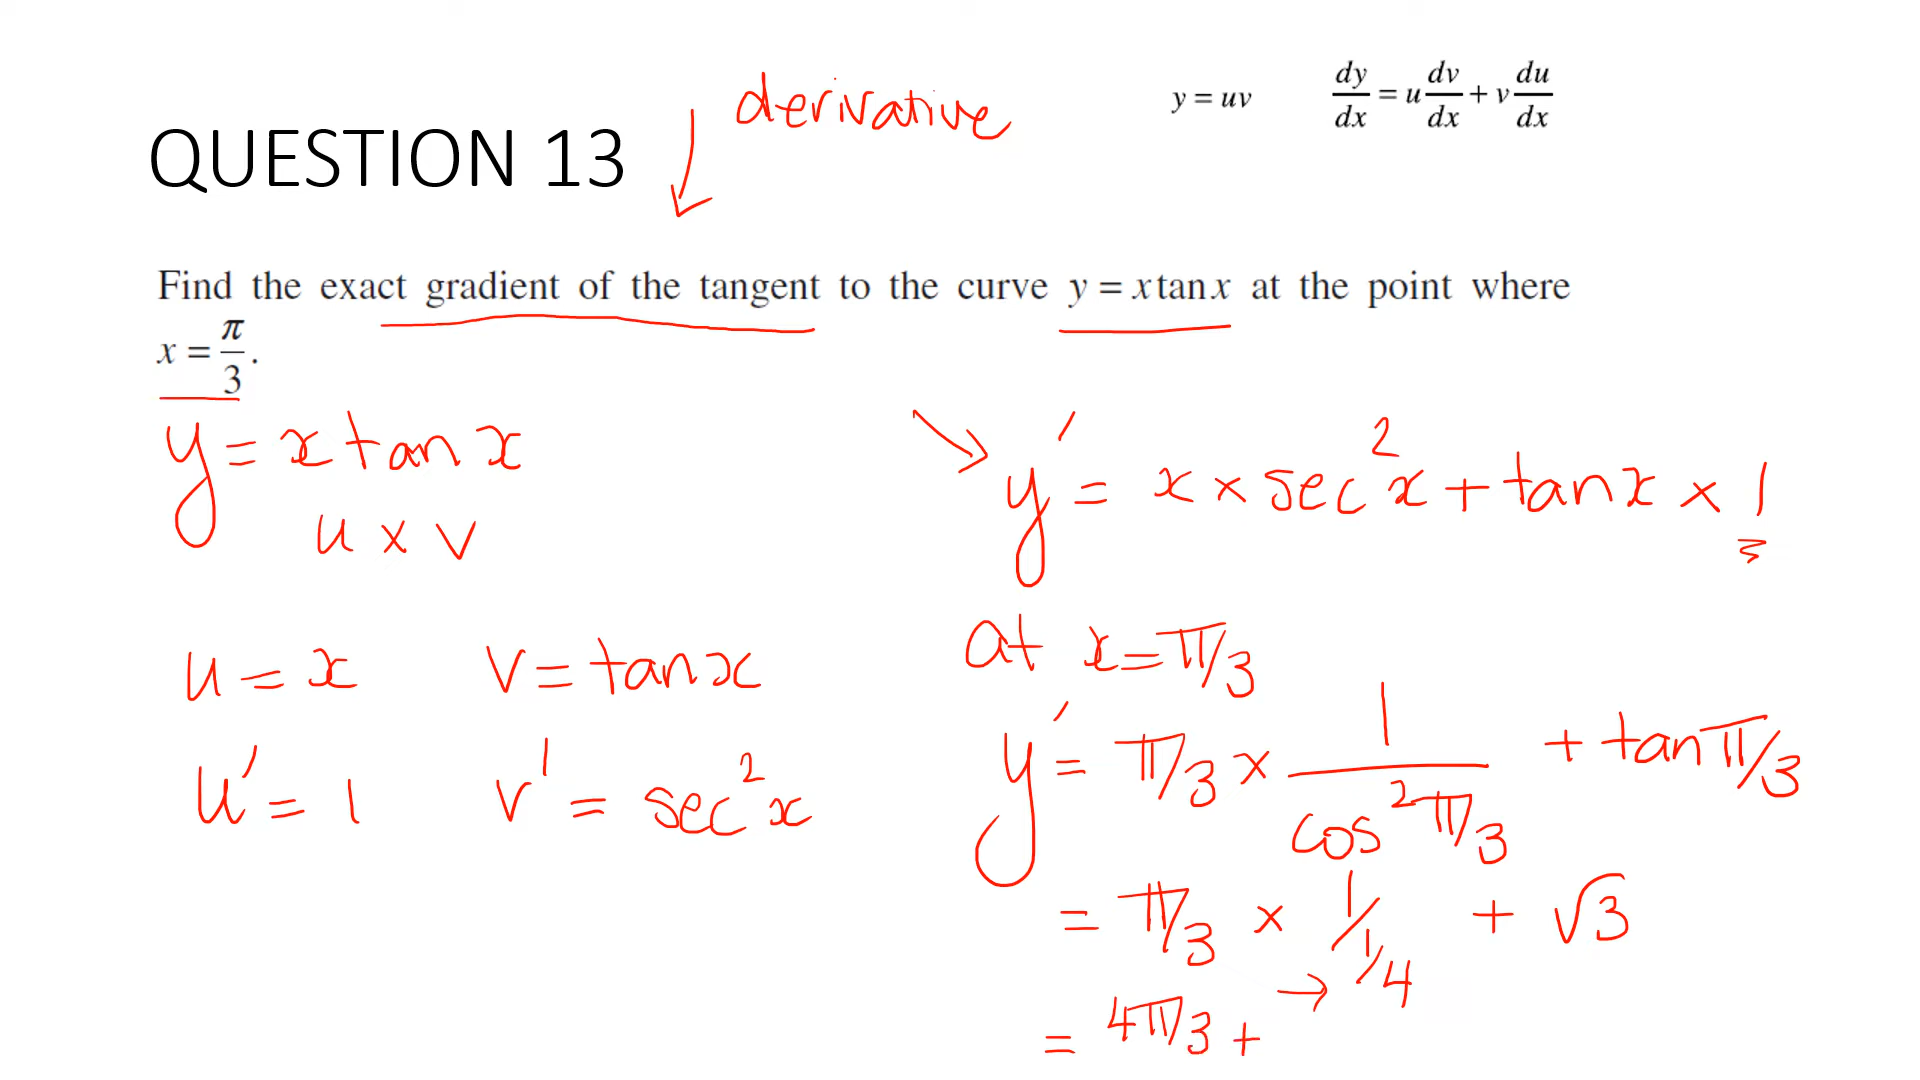 derivative
y = uv dy/dx = u dv/dx + v du/dx
QUESTION 13
Find the exact gradient of the tangent to the curve y = x tan x at the point where
x = π/3.
y = x tan x
u × v
u = x v = tan x
u' = 1 v' = sec²x
y' = x × sec²x + tan x × 1
at x = π/3
y' = π/3 × 1/cos²π/3 + tan π/3
= π/3 × 1/1/4 + √3
= 4π/3 +